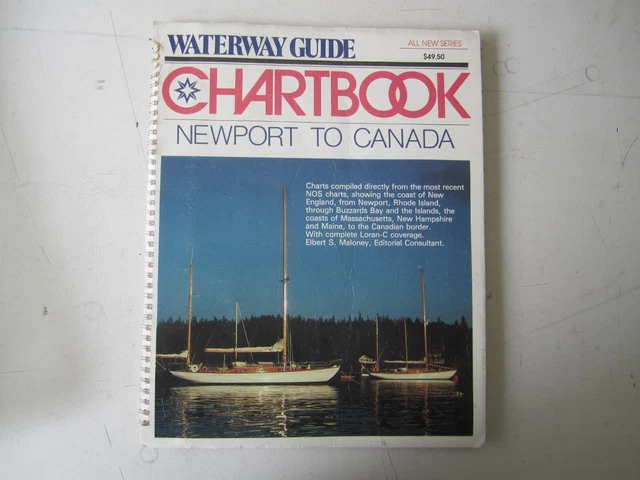 WATERWAY GUIDE
ALL NEW SERIES
$49.50
CHARTBOOK
NEWPORT TO CANADA
Charts compiled directly from the most recent
NOS charts, showing the coast of New
England, from Newport, Rhode Island,
through Buzzards Bay and the Islands, the
coasts of Massachusetts, New Hampshire
and Maine, to the Canadian border.
With complete Loran-C coverage.
Elbert S. Maloney, Editorial Consultant.